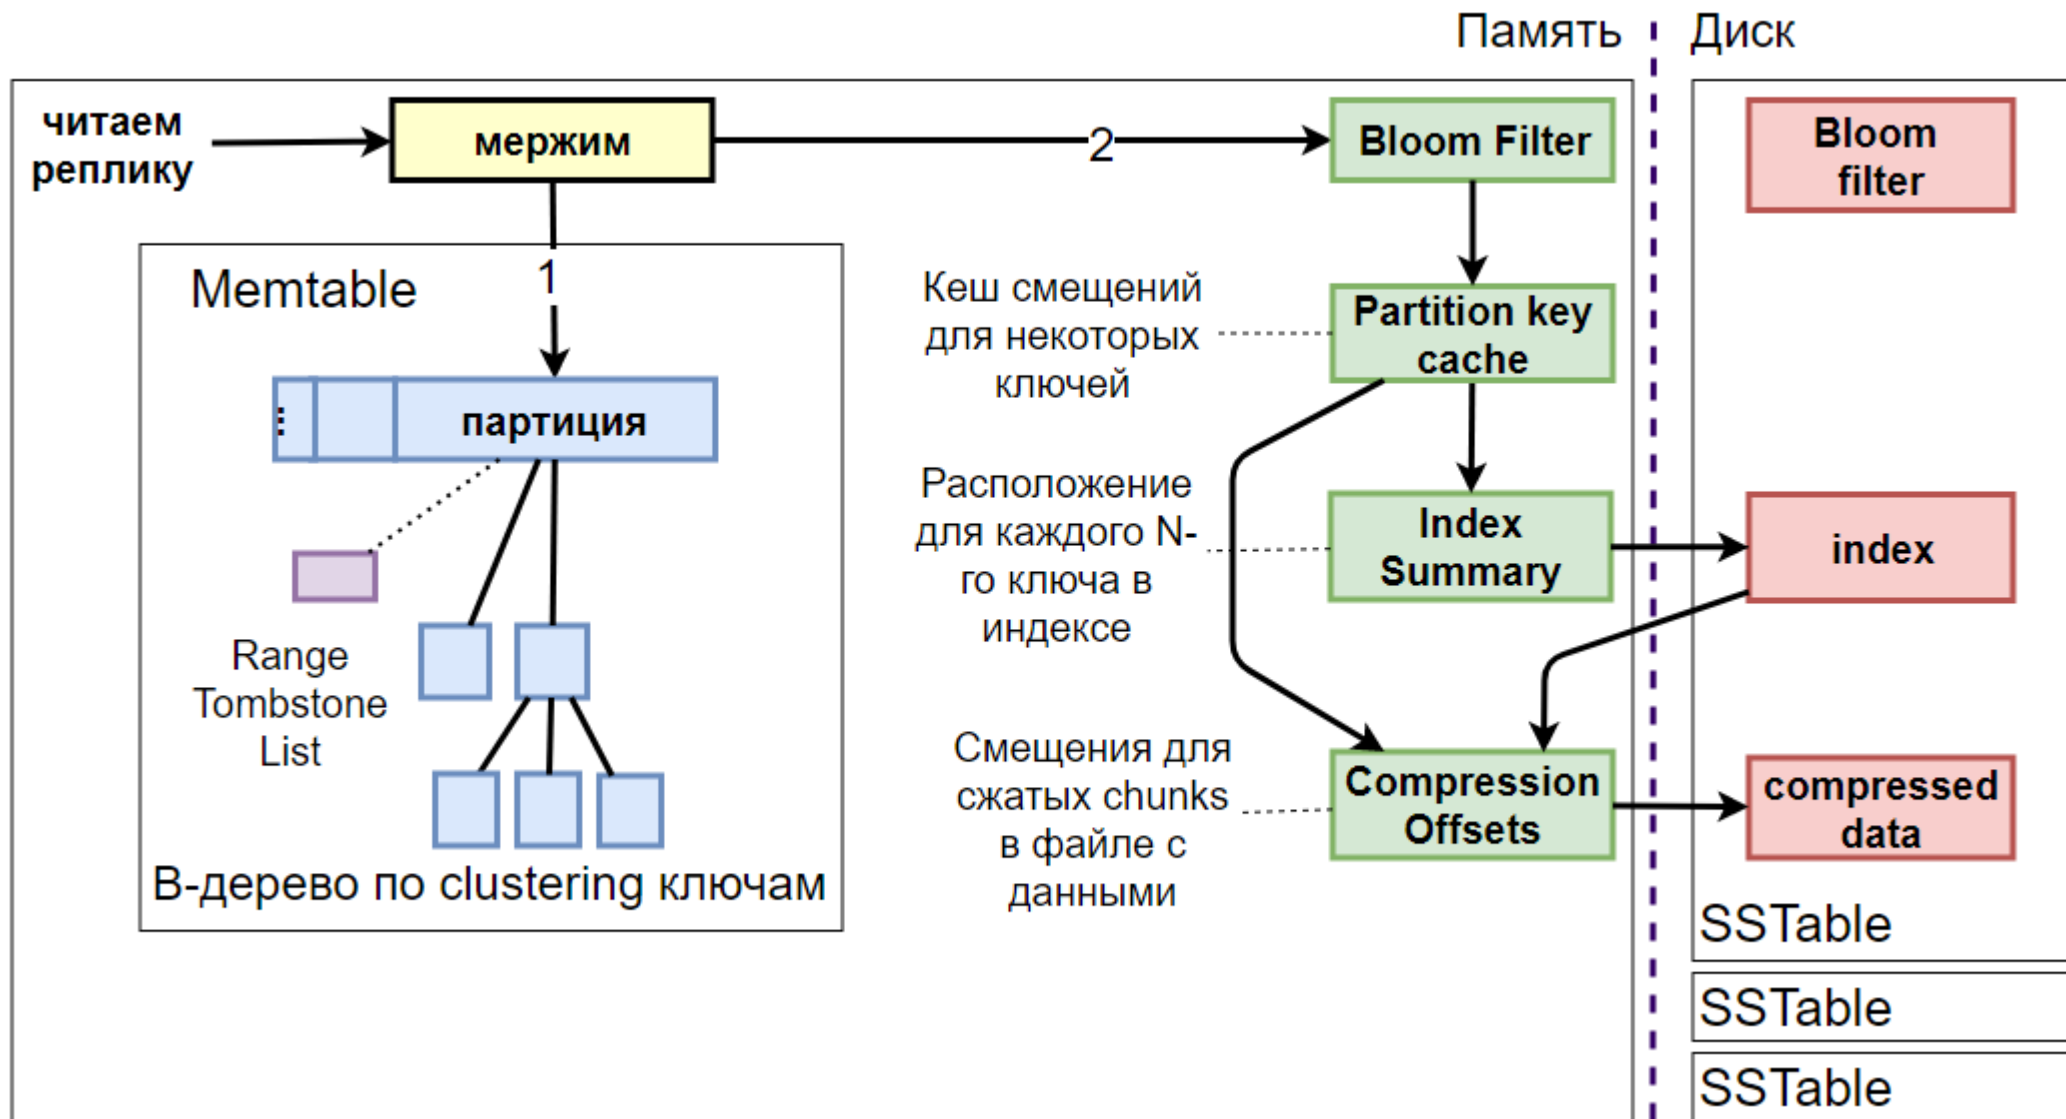 Память
Диск
читаем
реплику
мержим
2
Bloom Filter
Bloom
filter
1
Memtable
Кеш смещений
для некоторых
ключей
Partition key
cache
...
партиция
Расположение
для каждого N-
го ключа в
индексе
Index
Summary
index
Range
Tombstone
List
Смещения для
сжатых chunks
в файле с
данными
Compression
Offsets
compressed
data
В-дерево по clustering ключам
SSTable
SSTable
SSTable